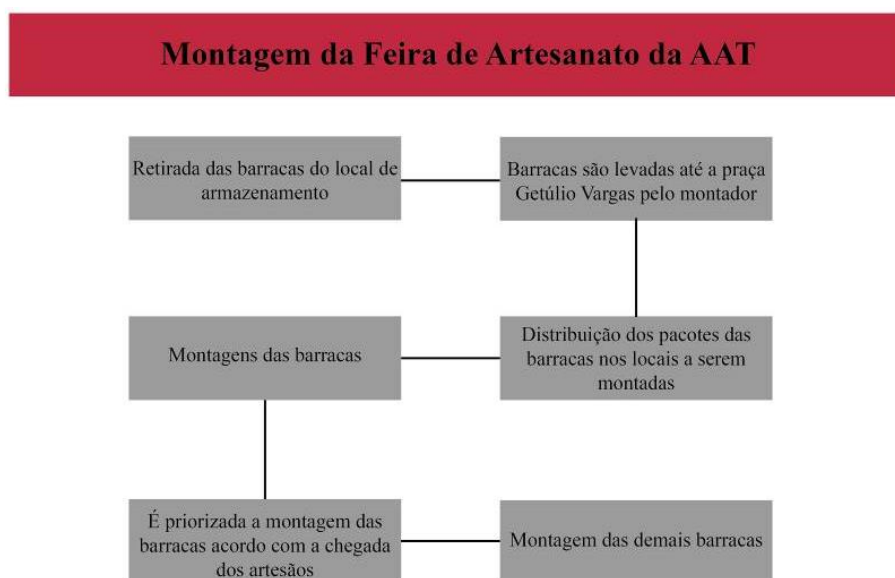 Montagem da Feira de Artesanato da AAT
Retirada das barracas do local de
armazenamento
Barracas são levadas até a praça
Getúlio Vargas pelo montador
Distribuição dos pacotes das
barracas nos locais a serem
montadas
Montagens das barracas
É priorizada a montagem das
barracas acordo com a chegada
dos artesãos
Montagem das demais barracas